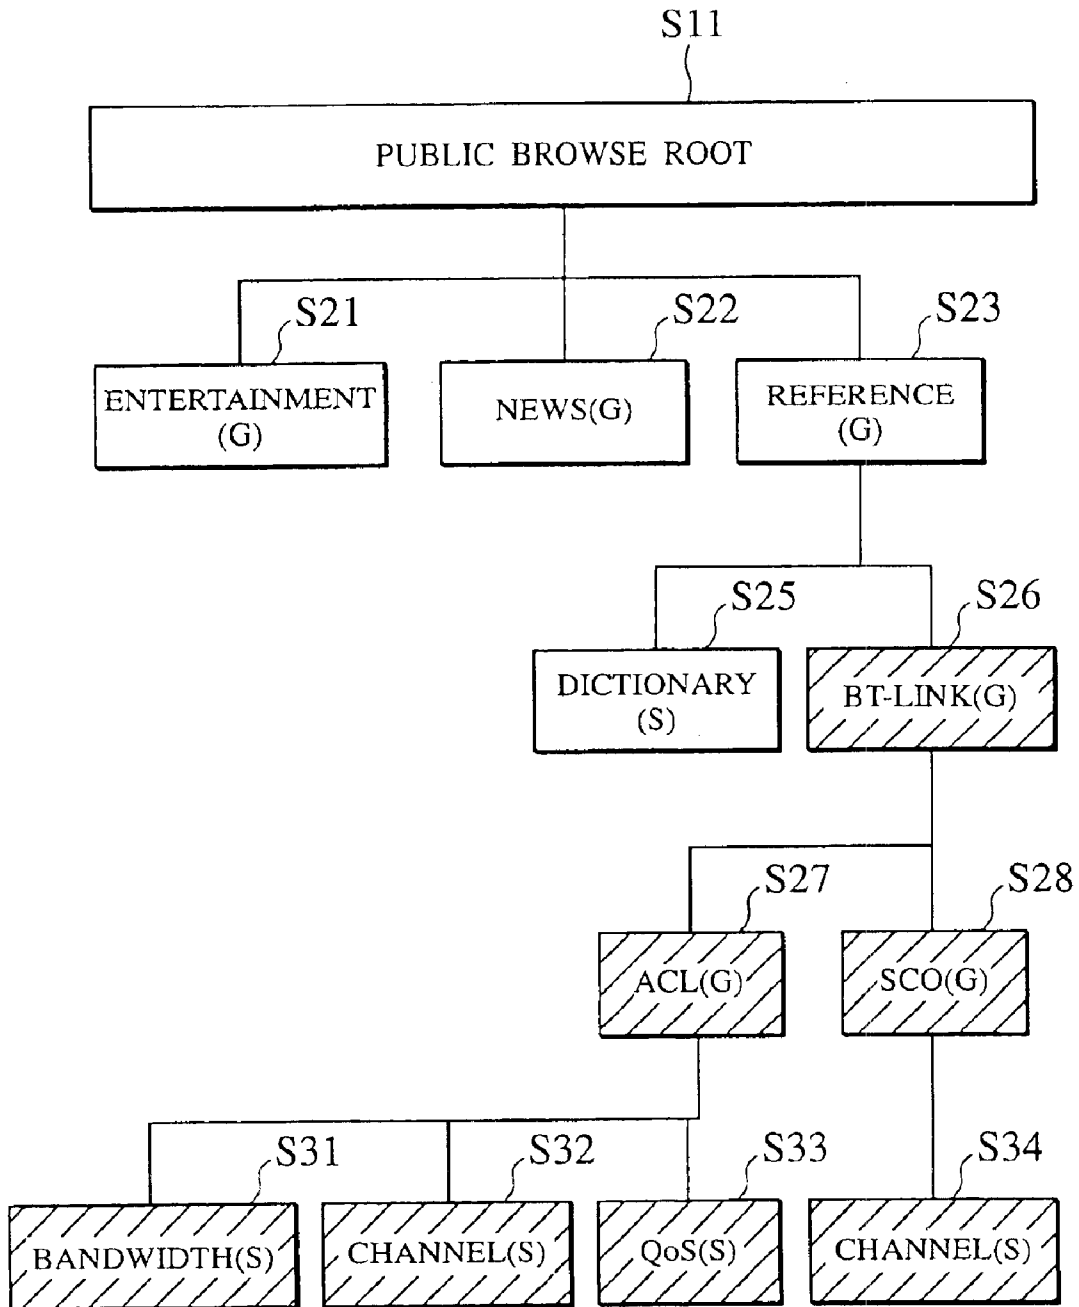 S11
PUBLIC BROWSE ROOT
S21
S22
S23
ENTERTAINMENT
(G)
NEWS(G)
REFERENCE
(G)
S25
S26
DICTIONARY
(S)
BT-LINK(G)
S27
S28
ACL(G)
SCO(G)
S31
S32
S33
S34
BANDWIDTH(S)
CHANNEL(S)
QoS(S)
CHANNEL(S)